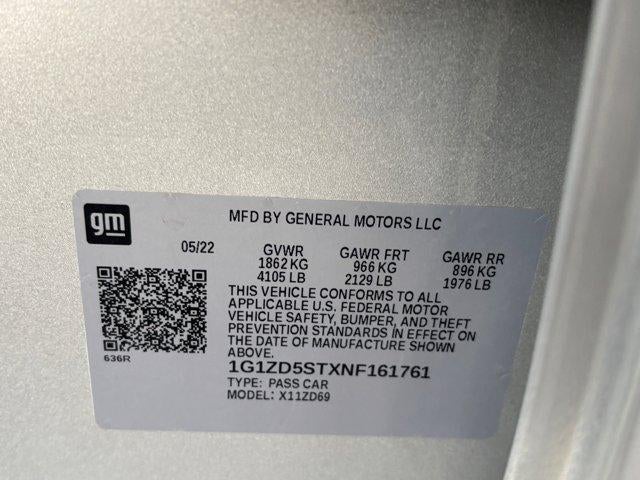 gm
MFD BY GENERAL MOTORS LLC
05/22 GVWR GAWR FRT GAWR RR
1862 KG 966 KG 896 KG
4105 LB 2129 LB 1976 LB
THIS VEHICLE CONFORMS TO ALL
APPLICABLE U.S. FEDERAL MOTOR
VEHICLE SAFETY, BUMPER, AND THEFT
PREVENTION STANDARDS IN EFFECT ON
THE DATE OF MANUFACTURE SHOWN
ABOVE.
636R
1G1ZD5STXNF161761
TYPE: PASS CAR
MODEL: X11ZD69